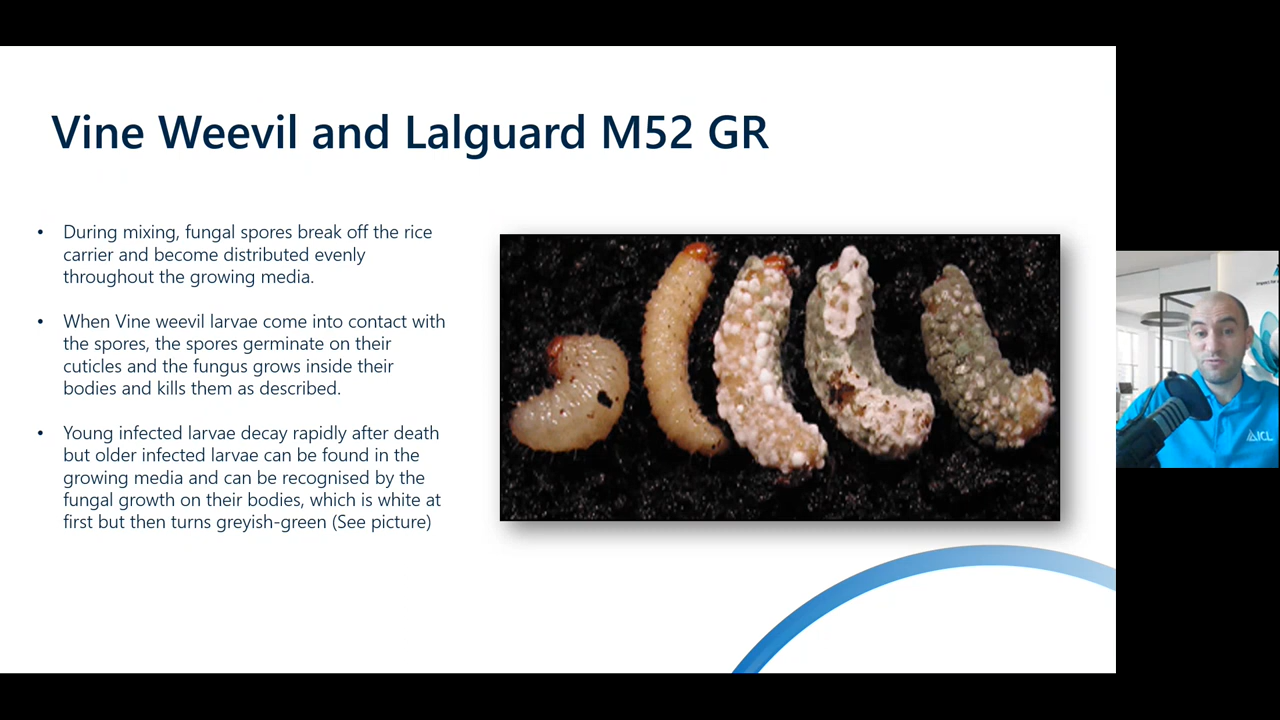 Vine Weevil and Lalguard M52 GR
• During mixing, fungal spores break off the rice
carrier and become distributed evenly
throughout the growing media.
• When Vine weevil larvae come into contact with
the spores, the spores germinate on their
cuticles and the fungus grows inside their
bodies and kills them as described.
• Young infected larvae decay rapidly after death
but older infected larvae can be found in the
growing media and can be recognised by the
fungal growth on their bodies, which is white at
first but then turns greyish-green (See picture)
ICL